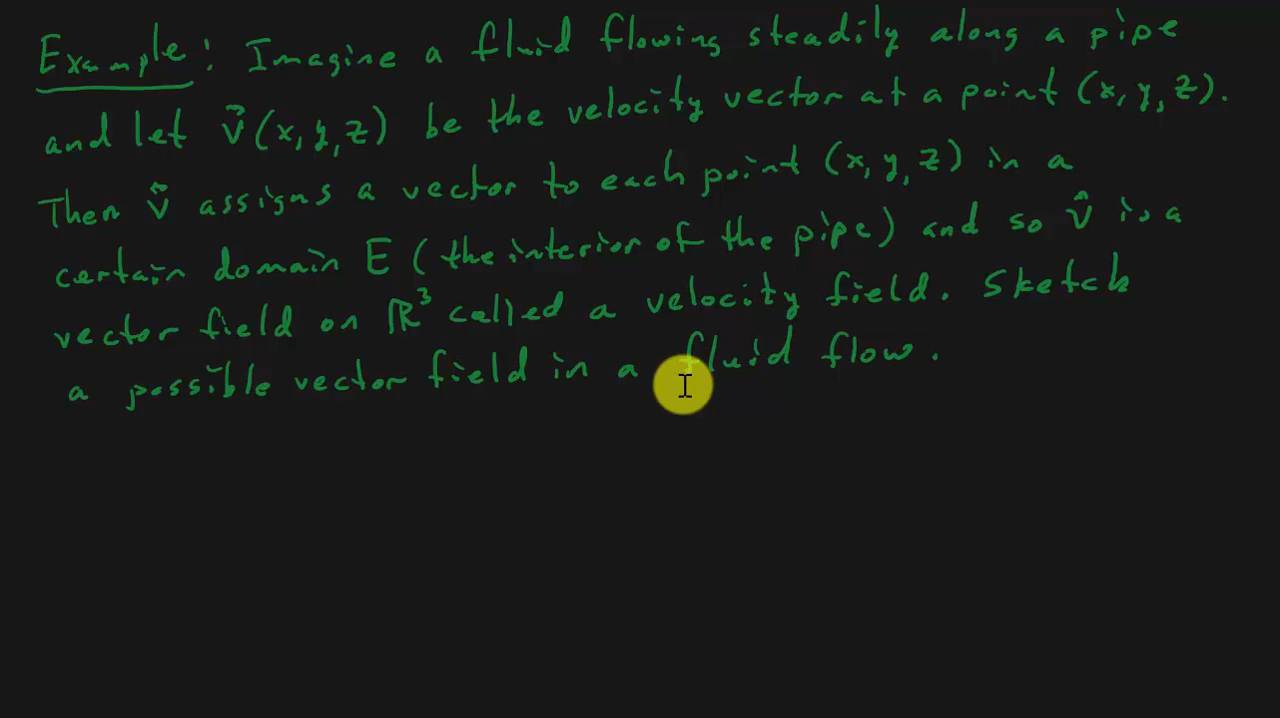 Example: Imagine a fluid flowing steadily along a pipe
and let v⃗(x, y, z) be the velocity vector at a point (x, y, z).
Then v⃗ assigns a vector to each point (x, y, z) in a
certain domain E (the interior of the pipe) and so v⃗ is a
vector field on ℝ³ called a velocity field. Sketch
a possible vector field in a fluid flow.